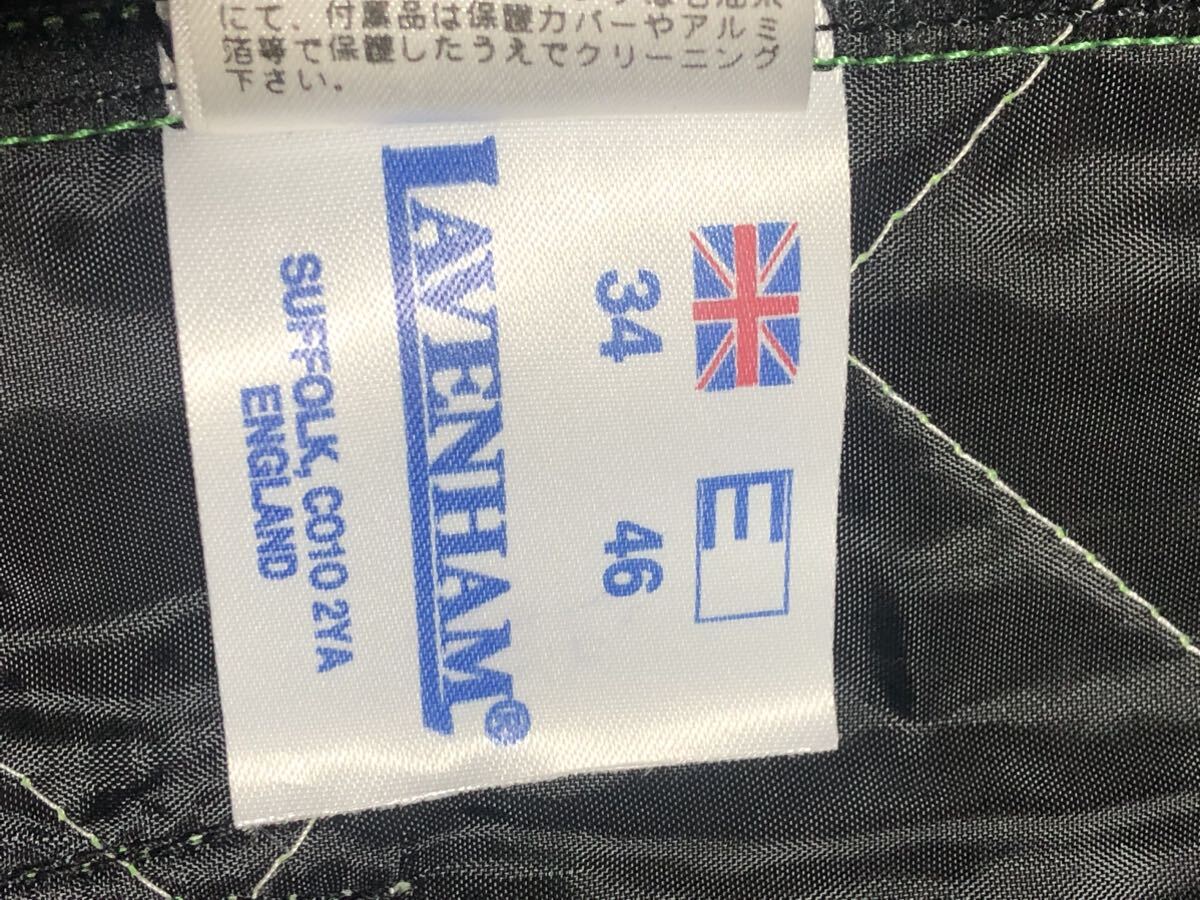 にて、付属品は保護カバーやアルミ
箔等で保護したうえでクリーニング
下さい。
34
E
46
LAVENHAM®
SUFFOLK, CO10 2YA
ENGLAND